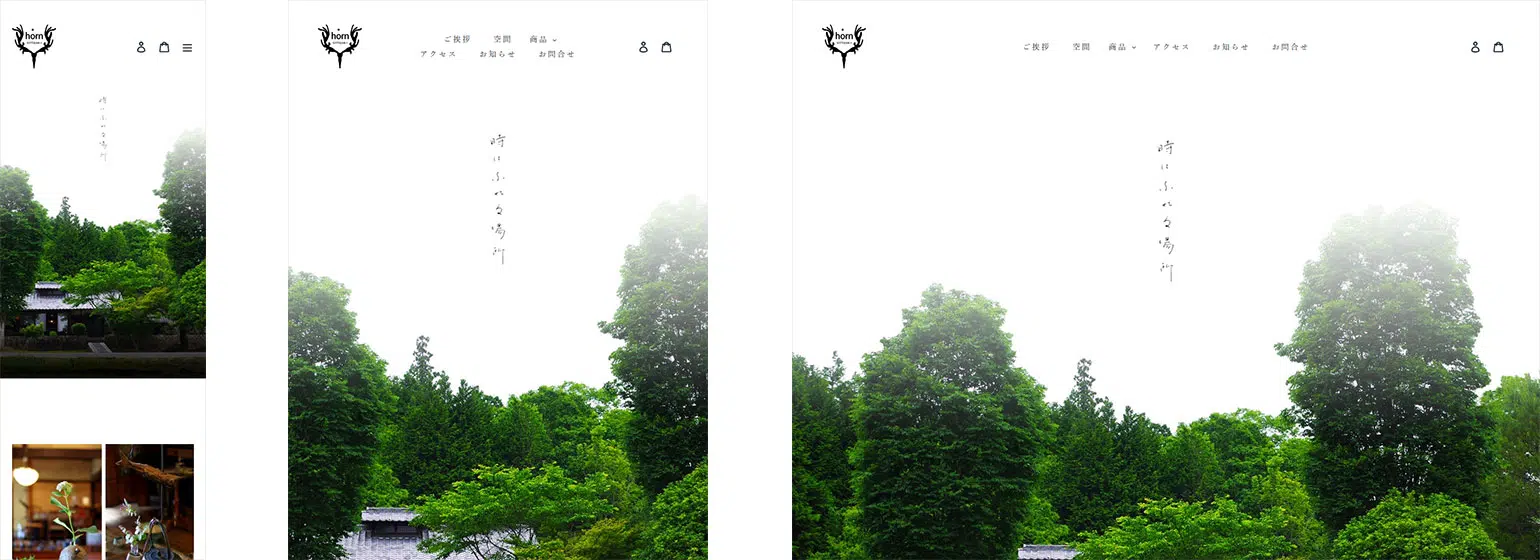 horn
時にふれる場所
horn
ご挨拶 空間 商品
アクセス お知らせ お問合せ
時にふれる場所
horn
ご挨拶 空間 商品 アクセス お知らせ お問合せ
時にふれる場所